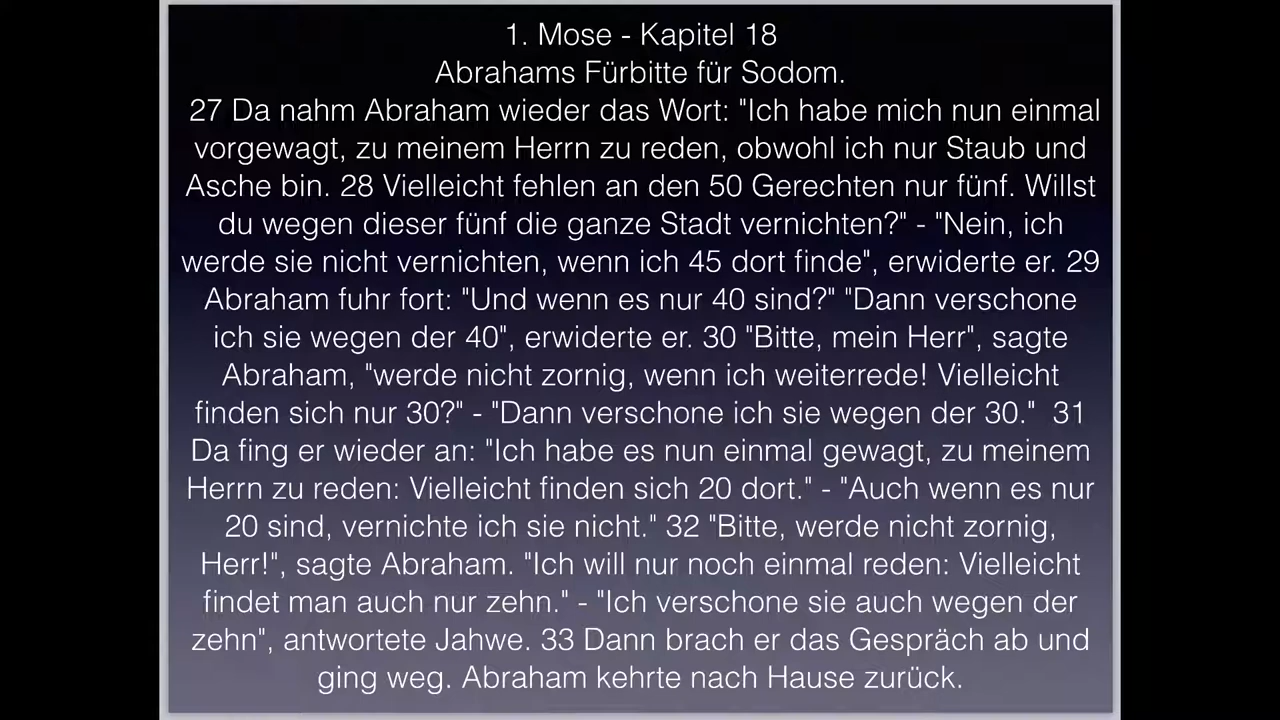 1. Mose - Kapitel 18
Abrahams Fürbitte für Sodom.
27 Da nahm Abraham wieder das Wort: "Ich habe mich nun einmal
vorgewagt, zu meinem Herrn zu reden, obwohl ich nur Staub und
Asche bin. 28 Vielleicht fehlen an den 50 Gerechten nur fünf. Willst
du wegen dieser fünf die ganze Stadt vernichten?" - "Nein, ich
werde sie nicht vernichten, wenn ich 45 dort finde", erwiderte er. 29
Abraham fuhr fort: "Und wenn es nur 40 sind?" "Dann verschone
ich sie wegen der 40", erwiderte er. 30 "Bitte, mein Herr", sagte
Abraham, "werde nicht zornig, wenn ich weiterrede! Vielleicht
finden sich nur 30?" - "Dann verschone ich sie wegen der 30." 31
Da fing er wieder an: "Ich habe es nun einmal gewagt, zu meinem
Herrn zu reden: Vielleicht finden sich 20 dort." - "Auch wenn es nur
20 sind, vernichte ich sie nicht." 32 "Bitte, werde nicht zornig,
Herr!", sagte Abraham. "Ich will nur noch einmal reden: Vielleicht
findet man auch nur zehn." - "Ich verschone sie auch wegen der
zehn", antwortete Jahwe. 33 Dann brach er das Gespräch ab und
ging weg. Abraham kehrte nach Hause zurück.